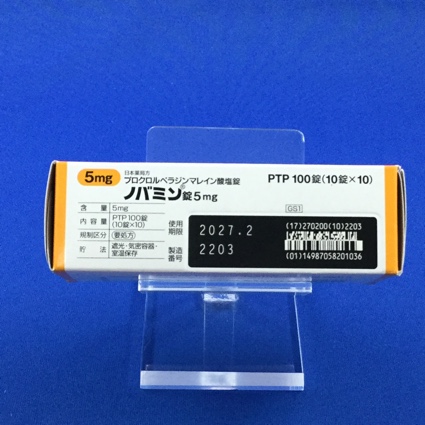 5mg
日本薬局方
プロクロルペラジンマレイン酸塩錠
ノバミン®錠5mg
PTP 100錠(10錠×10)
含量 5mg
内容量 PTP100錠
(10錠×10)
規制区分 要処方
貯法 遮光・気密容器・
室温保存
使用
期限 2027.2
製造
番号 2203
GS1
(17)270200(10)2203
(01)14987058201036